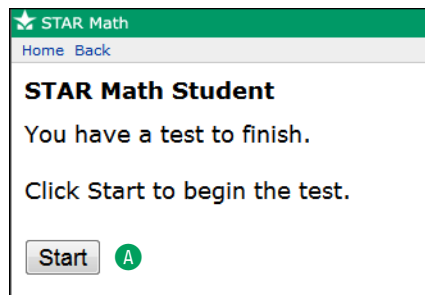 STAR Math
Home Back
STAR Math Student
You have a test to finish.
Click Start to begin the test.
Start A